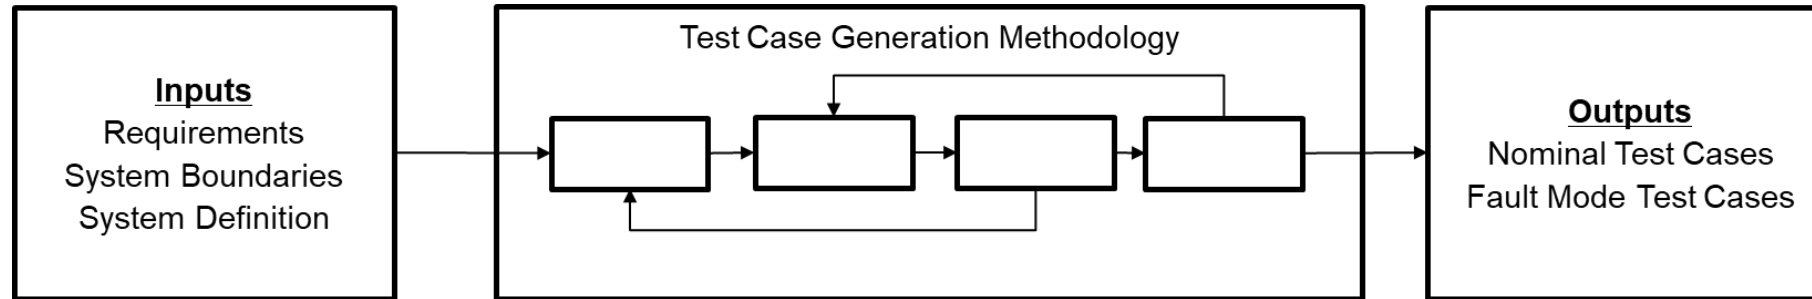 Inputs
Requirements
System Boundaries
System Definition
Test Case Generation Methodology
Outputs
Nominal Test Cases
Fault Mode Test Cases